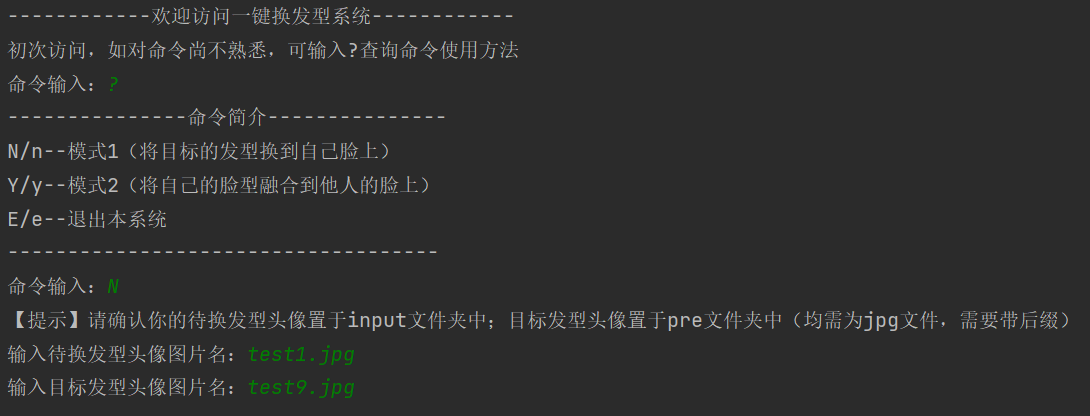 ------------欢迎访问一键换发型系统------------
初次访问，如对命令尚不熟悉，可输入?查询命令使用方法
命令输入：?
---------------命令简介---------------
N/n--模式1（将目标的发型换到自己脸上）
Y/y--模式2（将自己的脸型融合到他人的脸上）
E/e--退出本系统
------------------------------------
命令输入：N
【提示】请确认你的待换发型头像置于input文件夹中；目标发型头像置于pre文件夹中（均需为jpg文件，需要带后缀）
输入待换发型头像图片名：test1.jpg
输入目标发型头像图片名：test9.jpg